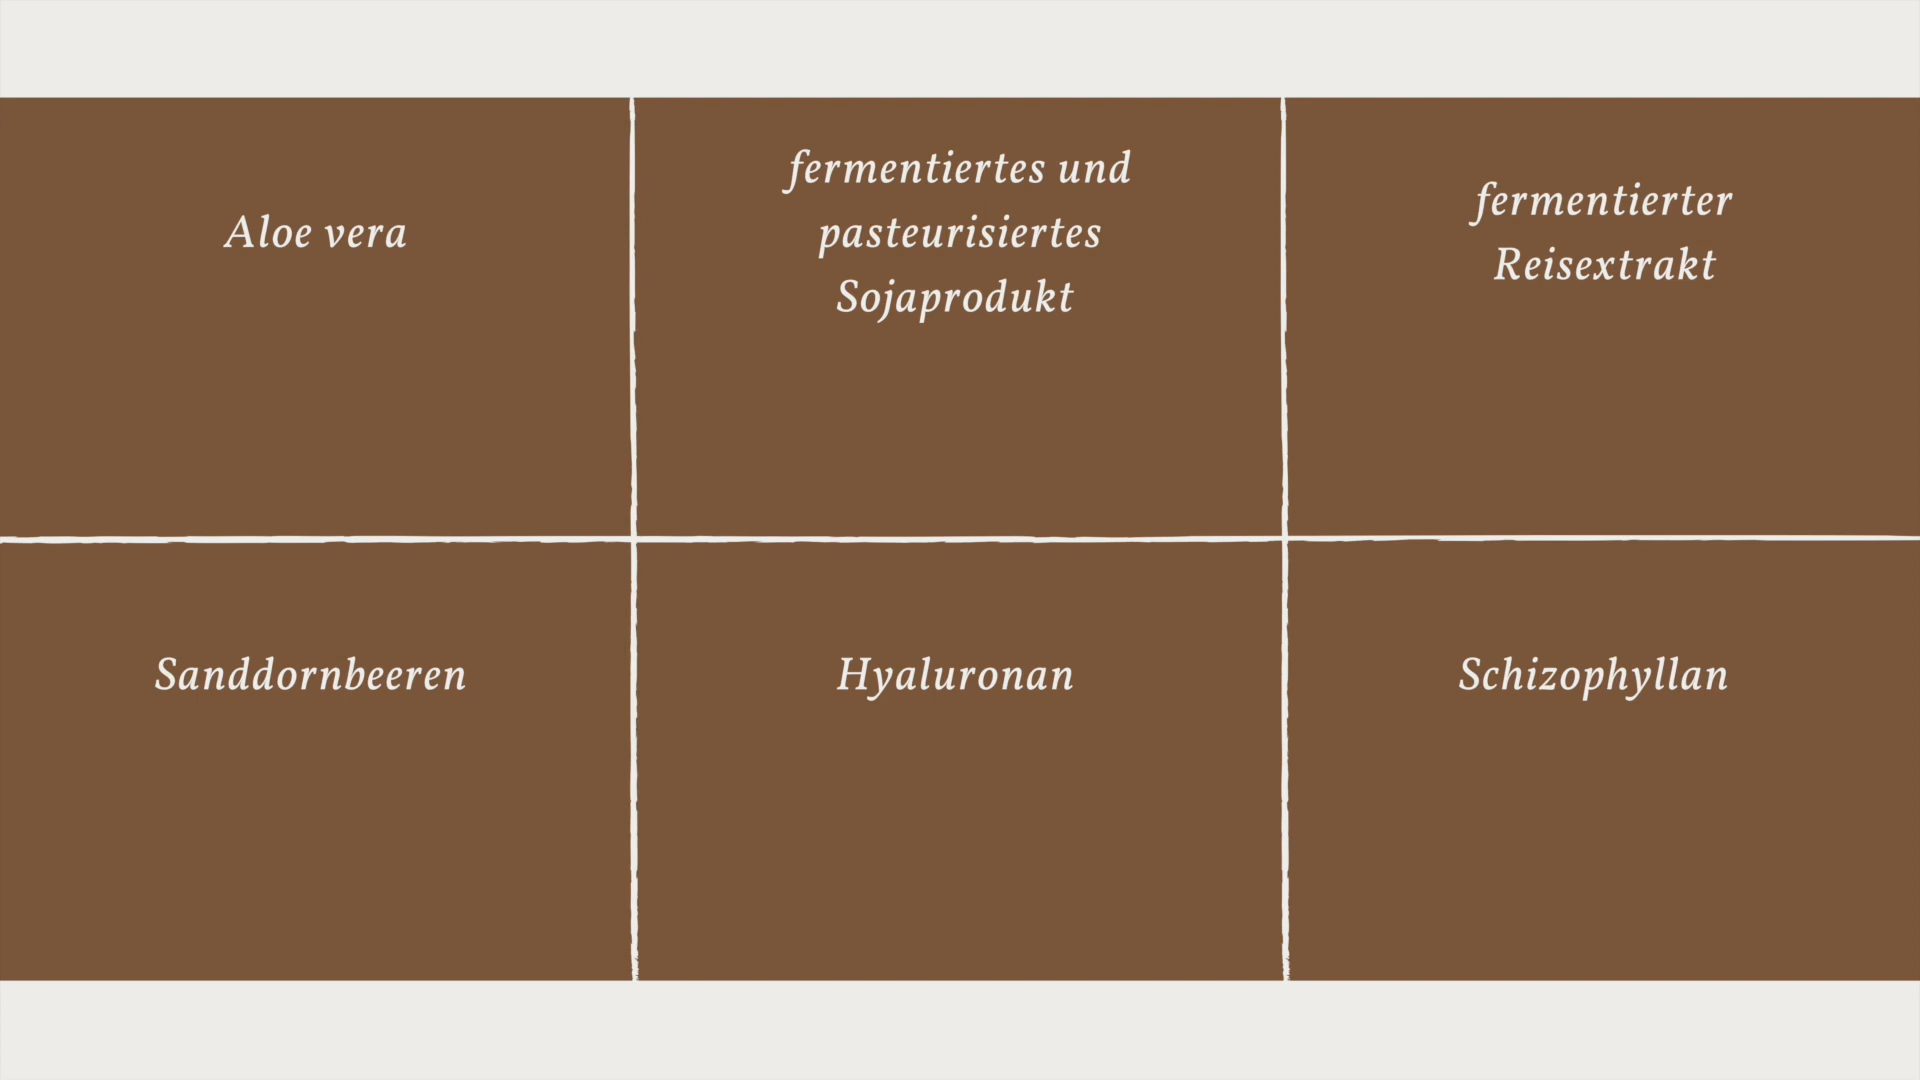 Aloe vera
fermentiertes und
pasteurisiertes
Sojaprodukt
fermentierter
Reisextrakt
Sanddornbeeren
Hyaluronan
Schizophyllan